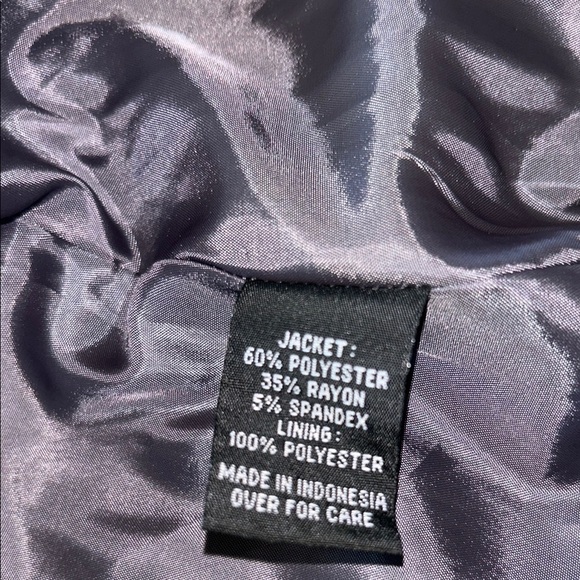 JACKET:
60% POLYESTER
35% RAYON
5% SPANDEX
LINING:
100% POLYESTER
MADE IN INDONESIA
OVER FOR CARE